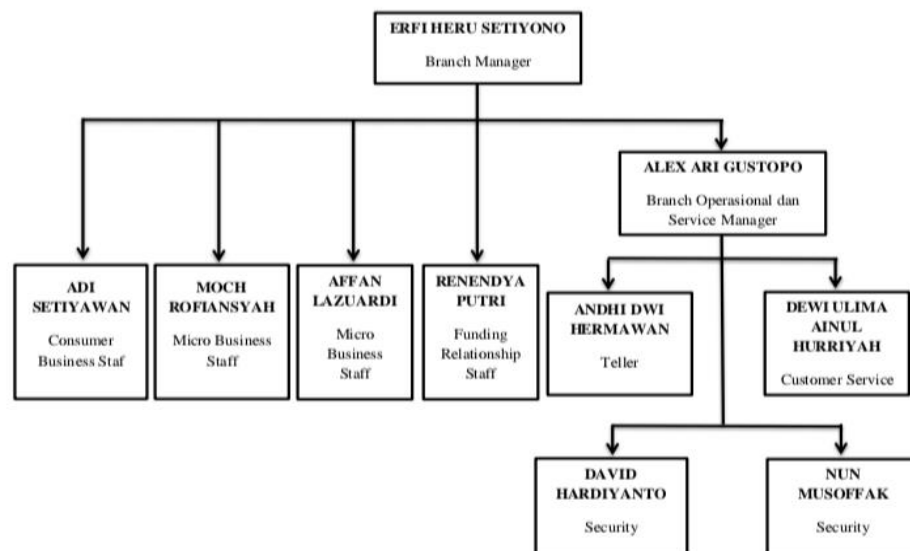 ERFI HERU SETIYONO
Branch Manager
ALEX ARI GUSTOPO
Branch Operasional dan
Service Manager
ADI
SETIYAWAN
Consumer
Business Staf
MOCH
ROFIANSYAH
Micro Business
Staff
AFFAN
LAZUARDI
Micro
Business
Staff
RENENDYA
PUTRI
Funding
Relationship
Staff
ANDHI DWI
HERMAWAN
Teller
DEWI ULIMA
AINUL
HURRIYAH
Customer Service
DAVID
HARDIYANTO
Security
NUN
MUSOFFAK
Security